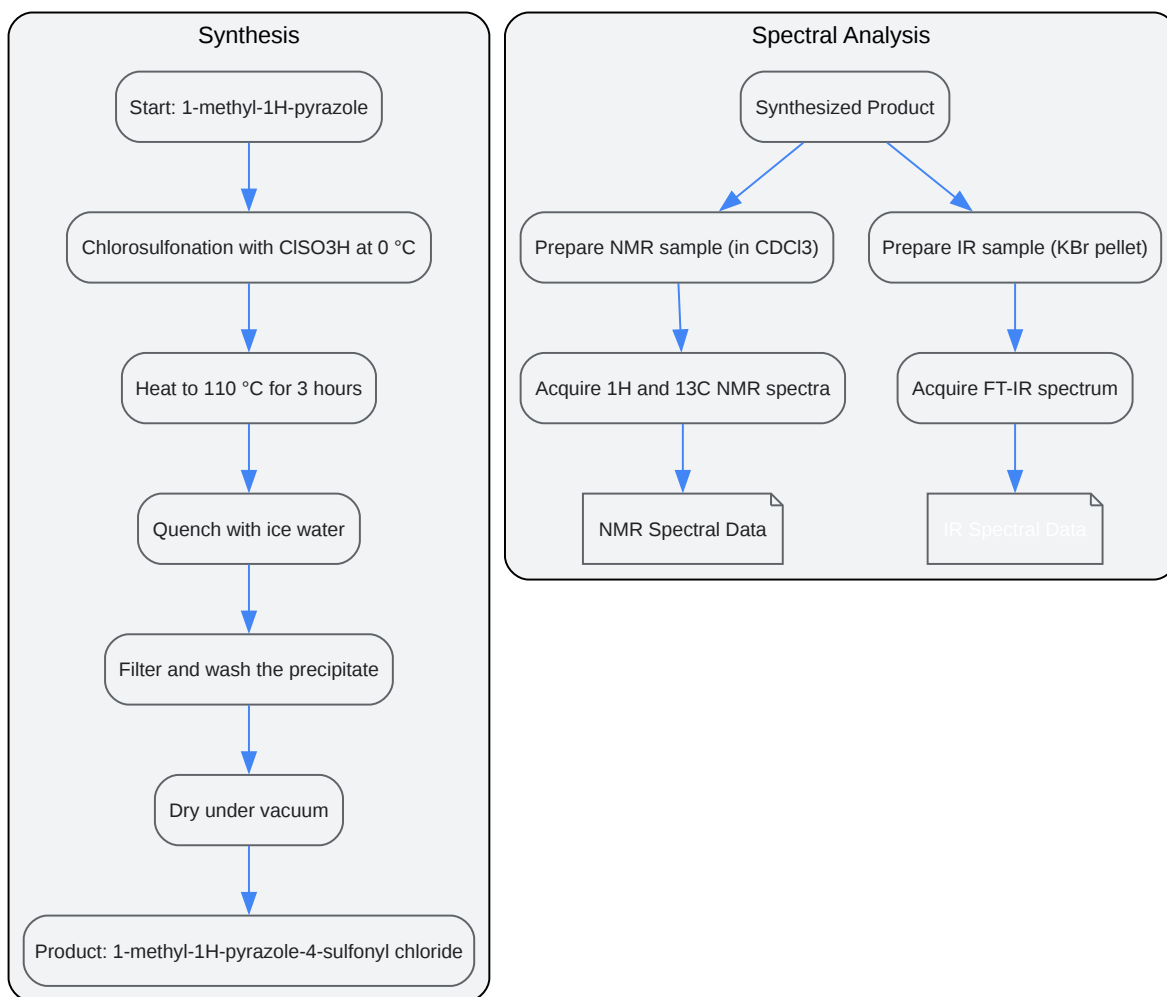 Synthesis
Start: 1-methyl-1H-pyrazole
Chlorosulfonation with ClSO3H at 0 °C
Heat to 110 °C for 3 hours
Quench with ice water
Filter and wash the precipitate
Dry under vacuum
Product: 1-methyl-1H-pyrazole-4-sulfonyl chloride
Spectral Analysis
Synthesized Product
Prepare NMR sample (in CDCl3)
Prepare IR sample (KBr pellet)
Acquire 1H and 13C NMR spectra
Acquire FT-IR spectrum
NMR Spectral Data
IR Spectral Data